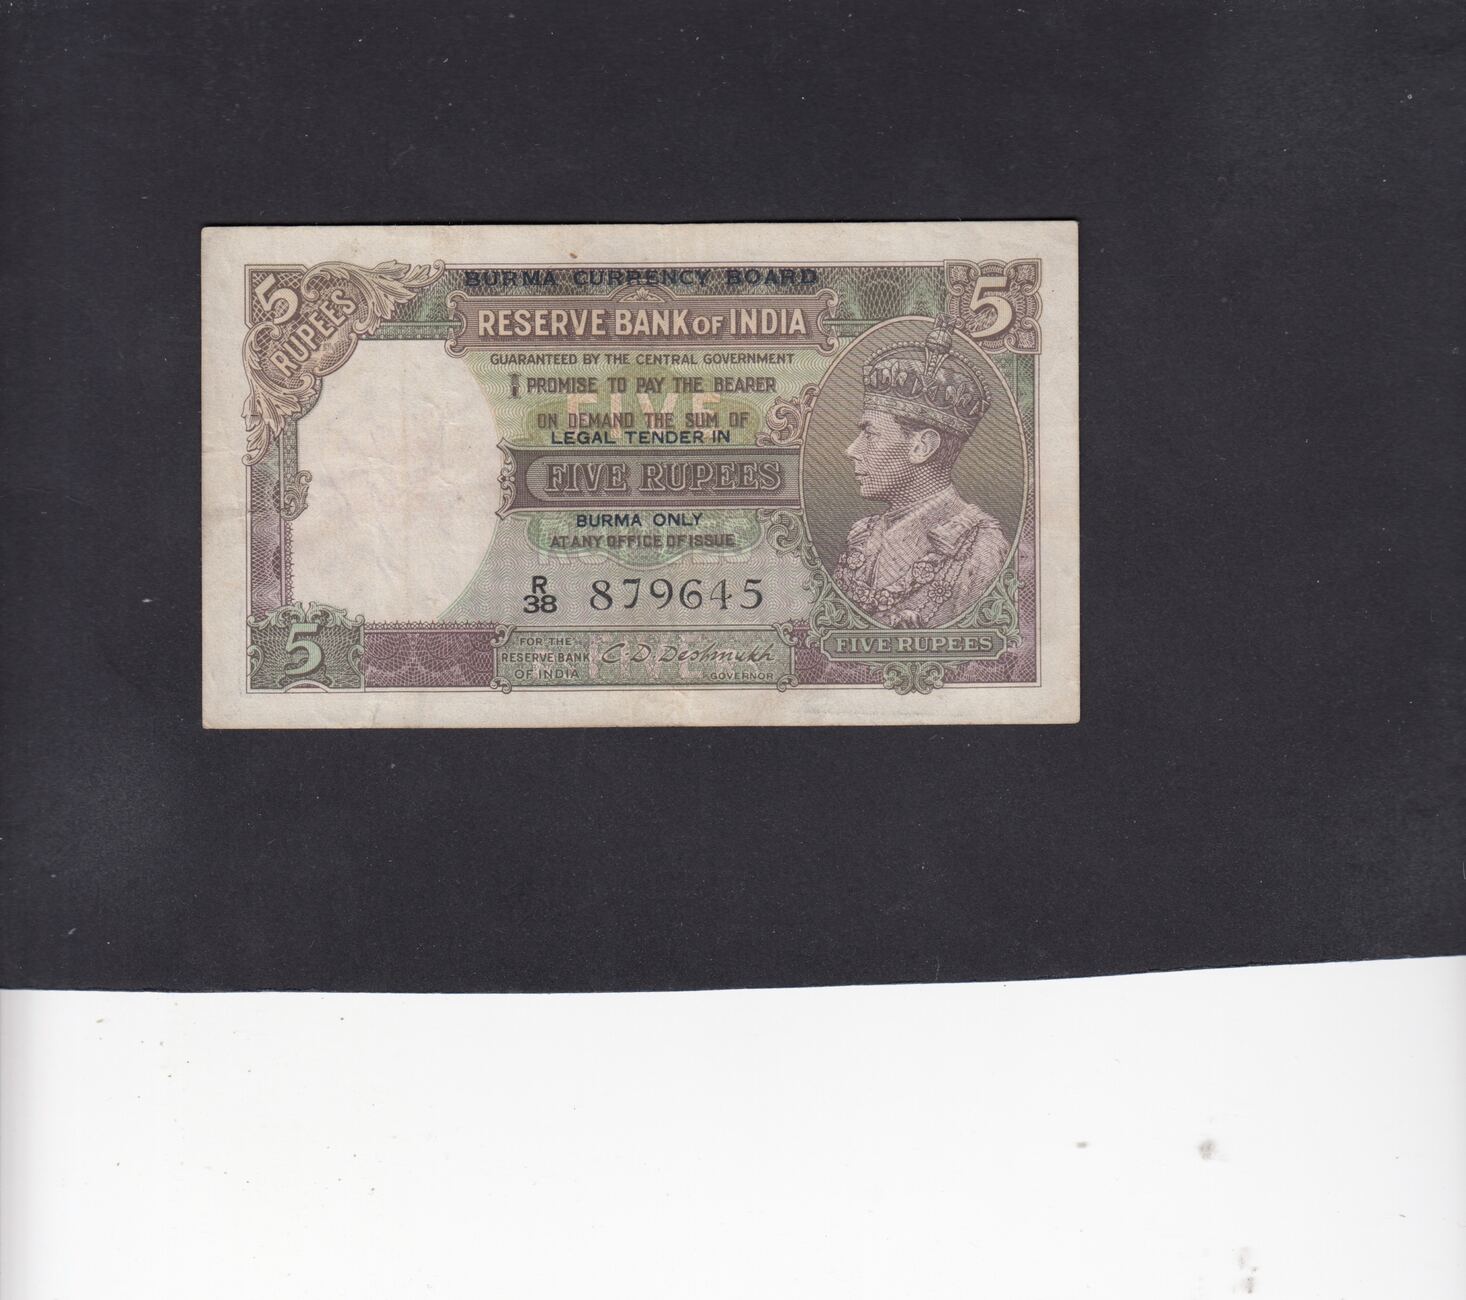 5
RUPEES
BURMA CURRENCY BOARD
5
RESERVE BANK OF INDIA
GUARANTEED BY THE CENTRAL GOVERNMENT
I PROMISE TO PAY THE BEARER
FIVE
ON DEMAND THE SUM OF
LEGAL TENDER IN
FIVE RUPEES
BURMA ONLY
AT ANY OFFICE OF ISSUE
R
38 879645
5
FOR THE
RESERVE BANK
OF INDIA
C D Deshmukh
GOVERNOR
FIVE RUPEES